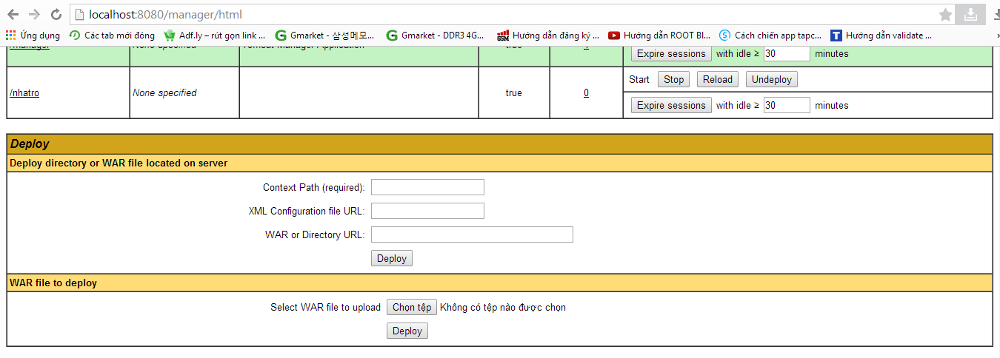 localhost:8080/manager/html
Ứng dụng Các tab mới đóng Adf.ly – rút gọn link ... Gmarket - 삼성메모... Gmarket - DDR3 4G... Hướng dẫn đăng ký ... Hướng dẫn ROOT Bl... Cách chiến app tapc... Hướng dẫn validate ...
/manager None specified Tomcat Manager Application true 1 Expire sessions with idle ≥ 30 minutes
Start Stop Reload Undeploy
/nhatro None specified true 0
Expire sessions with idle ≥ 30 minutes
Deploy
Deploy directory or WAR file located on server
Context Path (required):
XML Configuration file URL:
WAR or Directory URL:
Deploy
WAR file to deploy
Select WAR file to upload Chọn tệp Không có tệp nào được chọn
Deploy